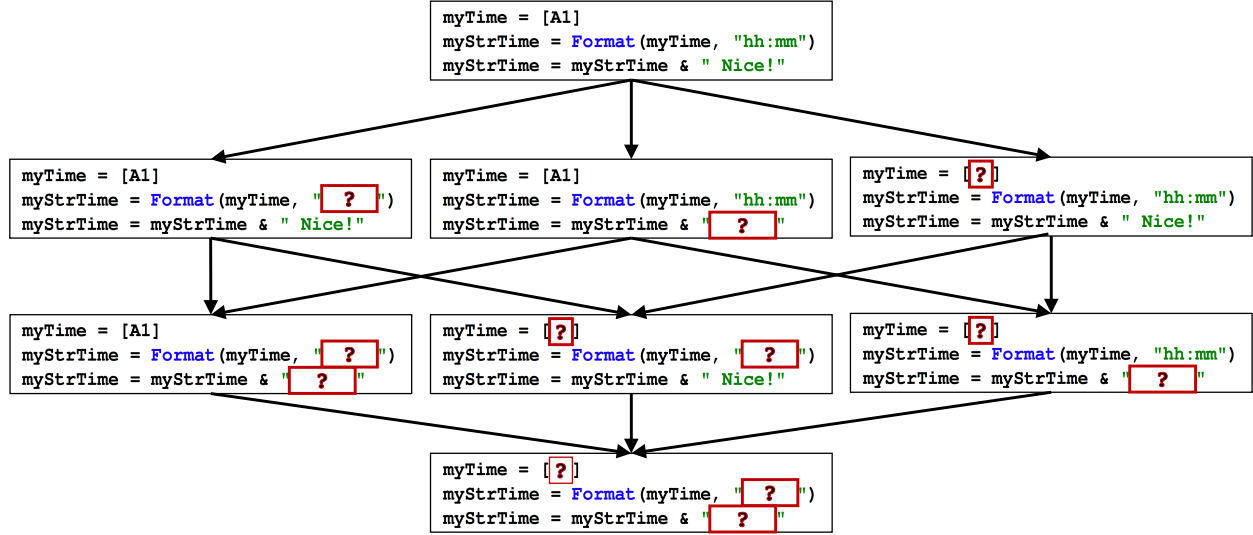 myTime = [A1]
myStrTime = Format(myTime, "hh:mm")
myStrTime = myStrTime & " Nice!"
myTime = [A1]
myStrTime = Format(myTime, "?")
myStrTime = myStrTime & " Nice!"
myTime = [A1]
myStrTime = Format(myTime, "hh:mm")
myStrTime = myStrTime & "?"
myTime = [?]
myStrTime = Format(myTime, "hh:mm")
myStrTime = myStrTime & " Nice!"
myTime = [A1]
myStrTime = Format(myTime, "?")
myStrTime = myStrTime & "?"
myTime = [?]
myStrTime = Format(myTime, "?")
myStrTime = myStrTime & " Nice!"
myTime = [?]
myStrTime = Format(myTime, "hh:mm")
myStrTime = myStrTime & "?"
myTime = [?]
myStrTime = Format(myTime, "?")
myStrTime = myStrTime & "?"